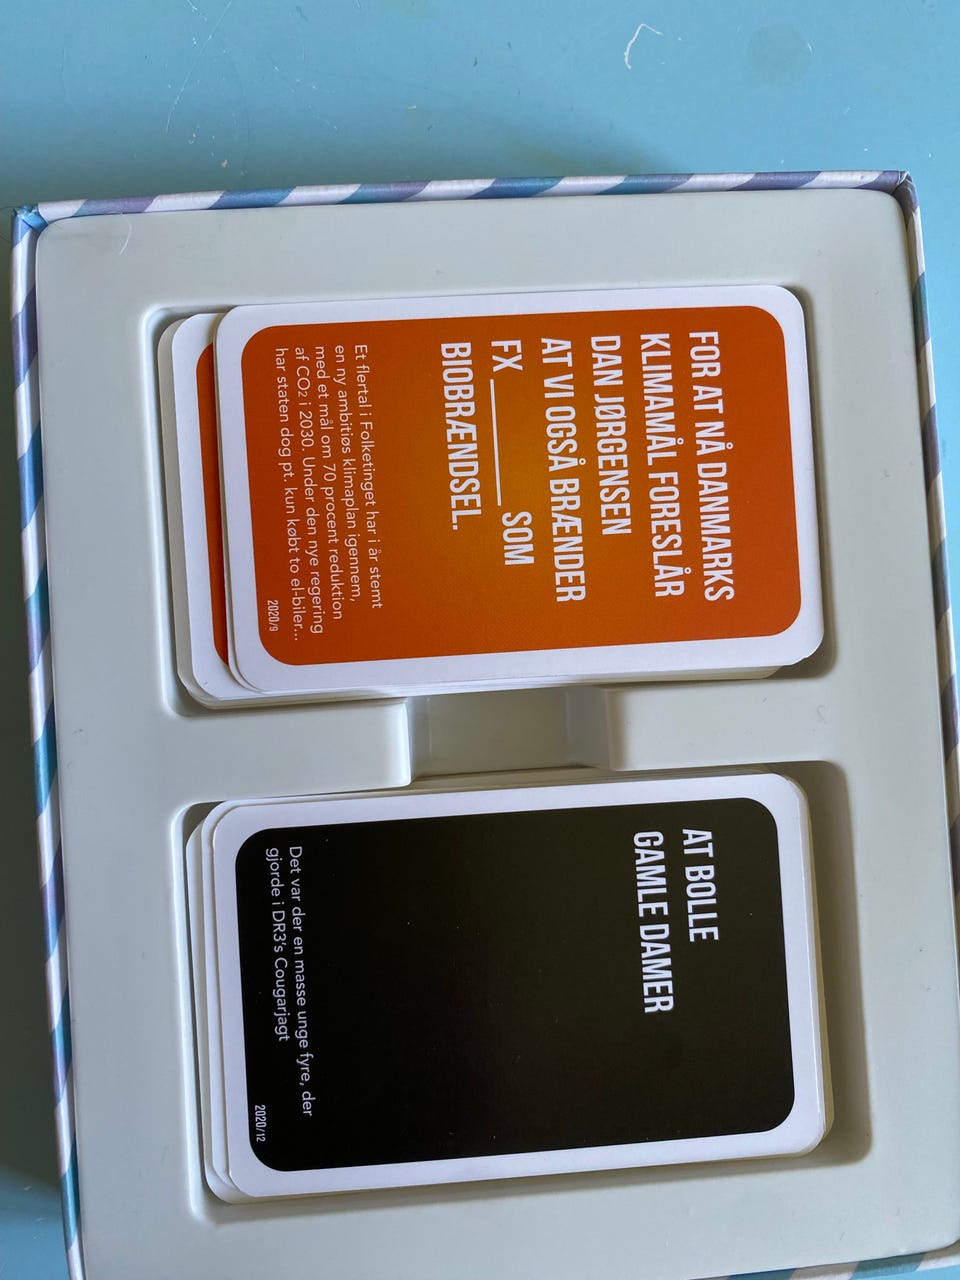 FOR AT NÅ DANMARKS
KLIMAMÅL FORESLÅR
DAN JØRGENSEN
AT VI OGSÅ BRÆNDER
FX ________ SOM
BIOBRÆNDSEL.
Et flertal i Folketinget har i år stemt
en ny ambitiøs klimaplan igennem,
med et mål om 70 procent reduktion
af CO2 i 2030. Under den nye regering
har staten dog pt. kun købt to el-biler...
2020/9
AT BOLLE
GAMLE DAMER
Det var der en masse unge fyre, der
gjorde i DR3's Cougarjagt
2020/12